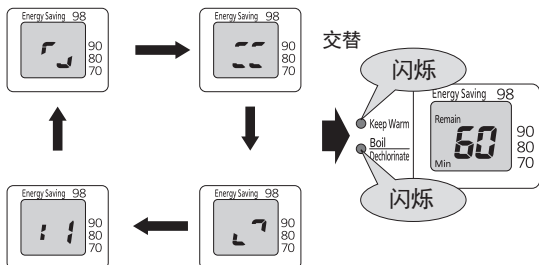 Energy Saving 98
90
80
70
Energy Saving 98
90
80
70
交替
闪烁
Energy Saving 98
Remain
60
Min
90
80
70
Keep Warm
Boil
Dechlorinate
闪烁
Energy Saving 98
90
80
70
Energy Saving 98
90
80
70